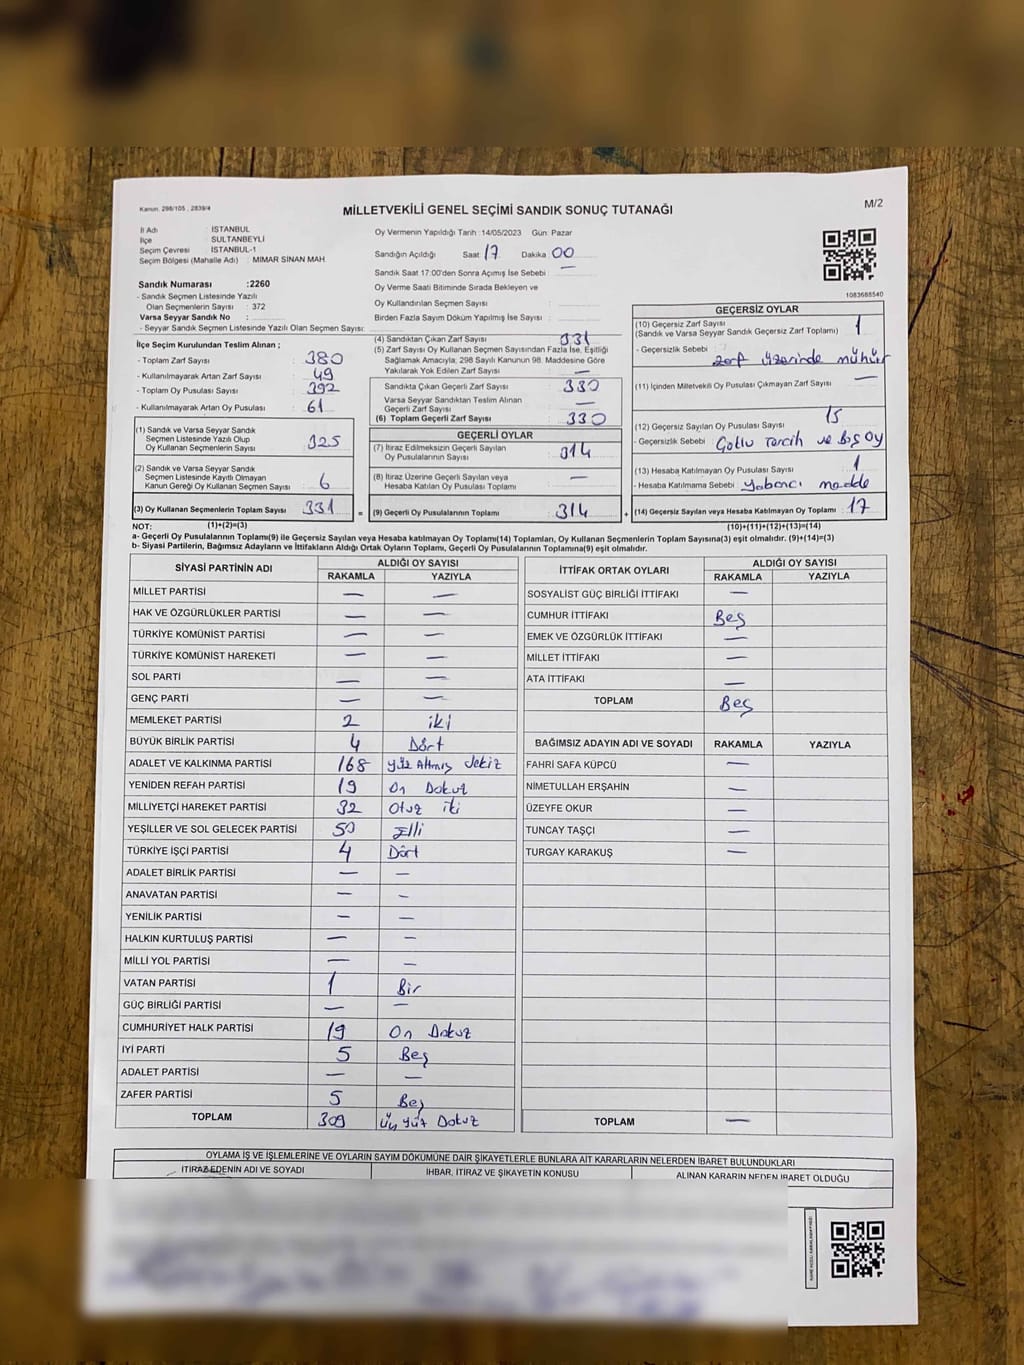 Kanun: 298/105 , 2839/4
MİLLETVEKİLİ GENEL SEÇİMİ SANDIK SONUÇ TUTANAĞI
M/2
İl Adı İSTANBUL
İlçe SULTANBEYLİ
Seçim Çevresi İSTANBUL-1
Seçim Bölgesi (Mahalle Adı) : MİMAR SİNAN MAH.
Sandık Numarası :2260
- Sandık Seçmen Listesinde Yazılı
Olan Seçmenlerin Sayısı : 372
Varsa Seyyar Sandık No :
- Seyyar Sandık Seçmen Listesinde Yazılı Olan Seçmen Sayısı:
İlçe Seçim Kurulundan Teslim Alınan ;
- Toplam Zarf Sayısı : 380
- Kullanılmayarak Artan Zarf Sayısı : 49
- Toplam Oy Pusulası Sayısı : 392
- Kullanılmayarak Artan Oy Pusulası : 61
(1) Sandık ve Varsa Seyyar Sandık
Seçmen Listesinde Yazılı Olup
Oy Kullanan Seçmenlerin Sayısı : 325
(2) Sandık ve Varsa Seyyar Sandık
Seçmen Listesinde Kayıtlı Olmayan
Kanun Gereği Oy Kullanan Seçmen Sayısı : 6
(3) Oy Kullanan Seçmenlerin Toplam Sayısı : 331 =
Oy Vermenin Yapıldığı Tarih :14/05/2023 Gün: Pazar
Sandığın Açıldığı Saat :17 Dakika :00
Sandık Saat 17:00'den Sonra Açılmış İse Sebebi : —
Oy Verme Saati Bitiminde Sırada Bekleyen ve
Oy Kullandırılan Seçmen Sayısı :
Birden Fazla Sayım Döküm Yapılmış İse Sayısı :
(4) Sandıktan Çıkan Zarf Sayısı : 331
(5) Zarf Sayısı Oy Kullanan Seçmen Sayısından Fazla İse, Eşitliği
Sağlamak Amacıyla; 298 Sayılı Kanunun 98. Maddesine Göre
Yakılarak Yok Edilen Zarf Sayısı : —
Sandıkta Çıkan Geçerli Zarf Sayısı : 330
Varsa Seyyar Sandıktan Teslim Alınan
Geçerli Zarf Sayısı : —
(6) Toplam Geçerli Zarf Sayısı : 330
GEÇERLİ OYLAR
(7) İtiraz Edilmeksizin Geçerli Sayılan
Oy Pusulalarının Sayısı : 314
(8) İtiraz Üzerine Geçerli Sayılan veya
Hesaba Katılan Oy Pusulası Toplamı : —
(9) Geçerli Oy Pusulalarının Toplamı : 314 +
1083688540
GEÇERSİZ OYLAR
(10) Geçersiz Zarf Sayısı : 1
(Sandık ve Varsa Seyyar Sandık Geçersiz Zarf Toplamı)
- Geçersizlik Sebebi : zarf üzerinde mühür
(11) İçinden Milletvekili Oy Pusulası Çıkmayan Zarf Sayısı : —
(12) Geçersiz Sayılan Oy Pusulası Sayısı : 15
- Geçersizlik Sebebi : Çoklu tercih ve Boş oy
(13) Hesaba Katılmayan Oy Pusulası Sayısı : 1
- Hesaba Katılmama Sebebi : yabancı madde
(14) Geçersiz Sayılan veya Hesaba Katılmayan Oy Toplamı : 17
NOT: (1)+(2)=(3) (10)+(11)+(12)+(13)=(14)
a- Geçerli Oy Pusulalarının Toplamı(9) ile Geçersiz Sayılan veya Hesaba Katılmayan Oy Toplamı(14) Toplamları, Oy Kullanan Seçmenlerin Toplam Sayısına(3) eşit olmalıdır. (9)+(14)=(3)
b- Siyasi Partilerin, Bağımsız Adayların ve İttifakların Aldığı Ortak Oyların Toplamı, Geçerli Oy Pusulalarının Toplamına(9) eşit olmalıdır.
SİYASİ PARTİNİN ADI ALDIĞI OY SAYISI
RAKAMLA YAZIYLA
MİLLET PARTİSİ — —
HAK VE ÖZGÜRLÜKLER PARTİSİ — —
TÜRKİYE KOMÜNİST PARTİSİ — —
TÜRKİYE KOMÜNİST HAREKETİ — —
SOL PARTİ — —
GENÇ PARTİ — —
MEMLEKET PARTİSİ 2 iki
BÜYÜK BİRLİK PARTİSİ 4 Dört
ADALET VE KALKINMA PARTİSİ 168 yüz Altmış sekiz
YENİDEN REFAH PARTİSİ 19 On Dokuz
MİLLİYETÇİ HAREKET PARTİSİ 32 Otuz iki
YEŞİLLER VE SOL GELECEK PARTİSİ 50 Elli
TÜRKİYE İŞÇİ PARTİSİ 4 Dört
ADALET BİRLİK PARTİSİ — —
ANAVATAN PARTİSİ — —
YENİLİK PARTİSİ — —
HALKIN KURTULUŞ PARTİSİ — —
MİLLİ YOL PARTİSİ — —
VATAN PARTİSİ 1 Bir
GÜÇ BİRLİĞİ PARTİSİ — —
CUMHURİYET HALK PARTİSİ 19 On Dokuz
İYİ PARTİ 5 Beş
ADALET PARTİSİ — —
ZAFER PARTİSİ 5 Beş
TOPLAM 309 Üç yüz Dokuz
İTTİFAK ORTAK OYLARI ALDIĞI OY SAYISI
RAKAMLA YAZIYLA
SOSYALİST GÜÇ BİRLİĞİ İTTİFAKI —
CUMHUR İTTİFAKI Beş
EMEK VE ÖZGÜRLÜK İTTİFAKI —
MİLLET İTTİFAKI —
ATA İTTİFAKI —
TOPLAM Beş
BAĞIMSIZ ADAYIN ADI VE SOYADI RAKAMLA YAZIYLA
FAHRİ SAFA KÜPCÜ —
NİMETULLAH ERŞAHİN —
ÜZEYFE OKUR —
TUNCAY TAŞÇI —
TURGAY KARAKUŞ —
TOPLAM —
OYLAMA İŞ VE İŞLEMLERİNE VE OYLARIN SAYIM DÖKÜMÜNE DAİR ŞİKAYETLERLE BUNLARA AİT KARARLARIN NELERDEN İBARET BULUNDUKLARI
İTİRAZ EDENİN ADI VE SOYADI İHBAR, İTİRAZ VE ŞİKAYETİN KONUSU ALINAN KARARIN NEDEN İBARET OLDUĞU